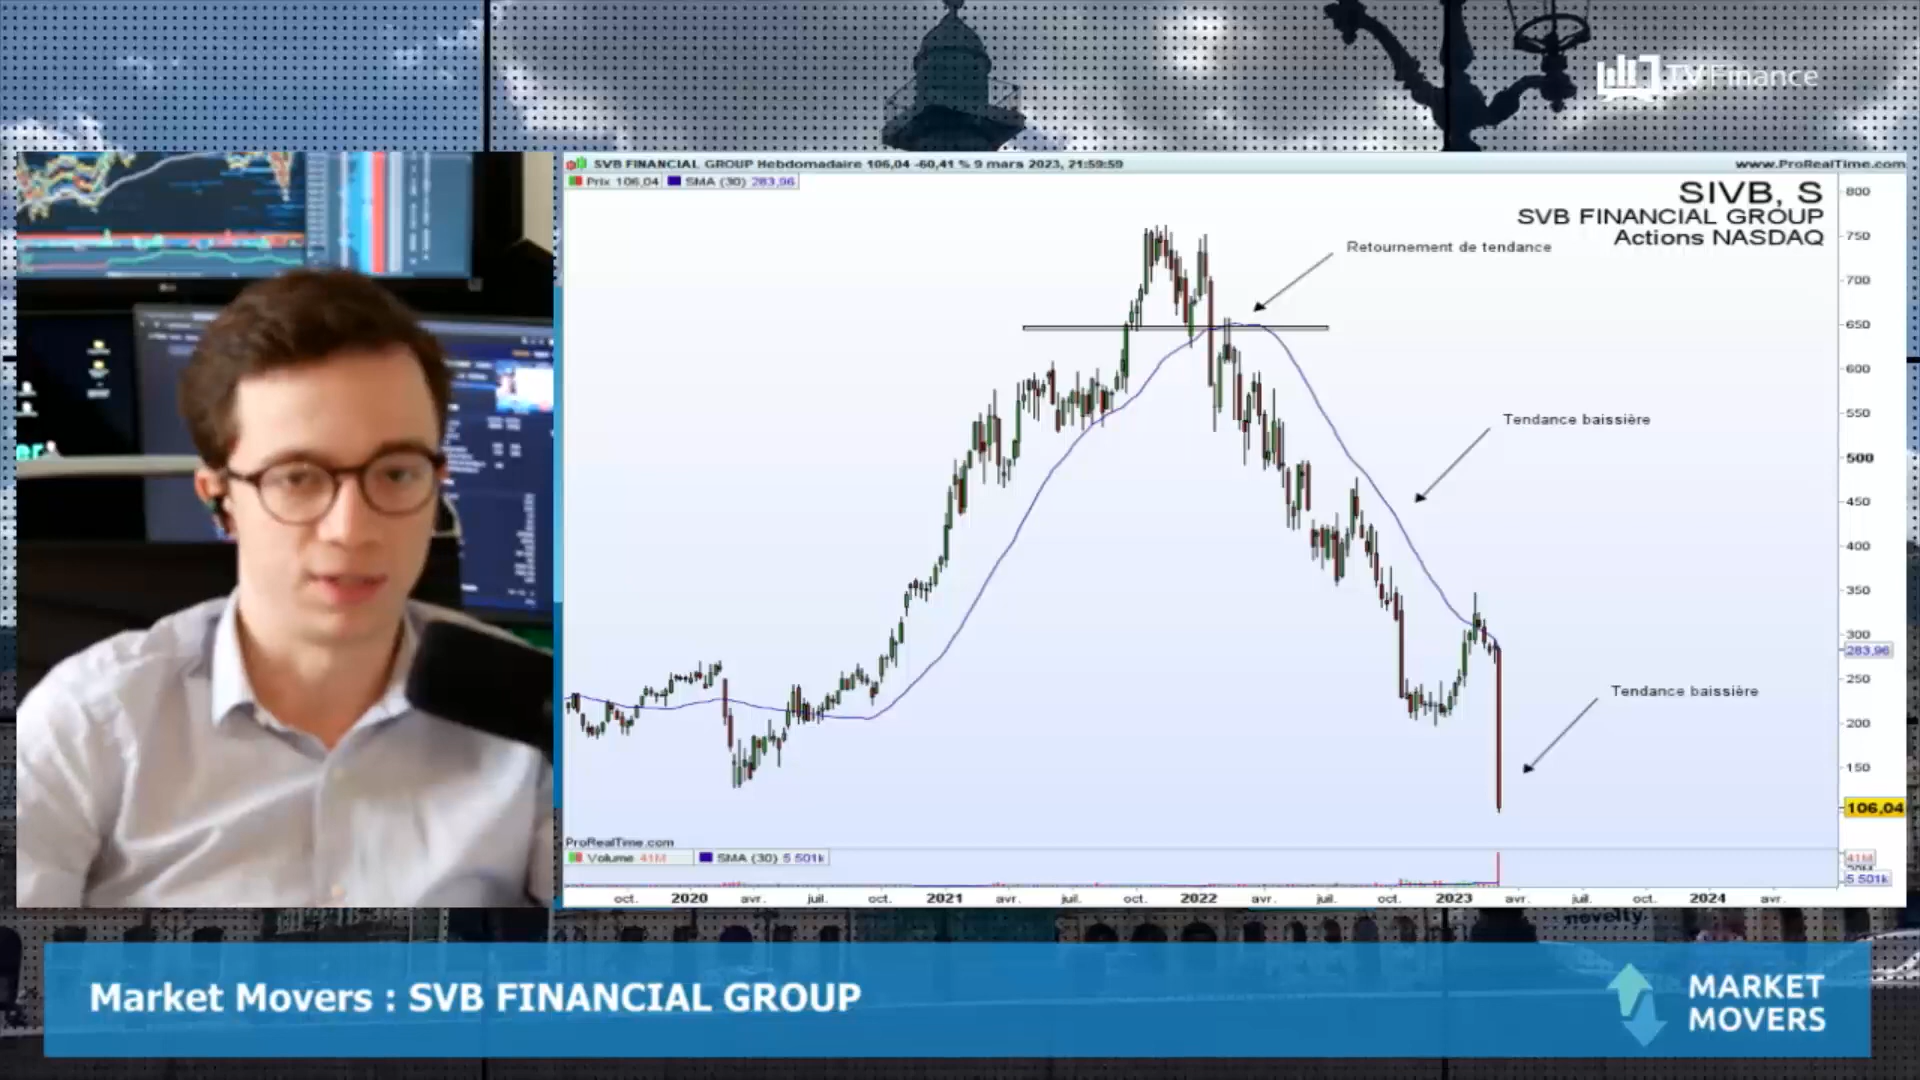 TVFinance
SVB FINANCIAL GROUP Hebdomadaire 106,04 -60,41 % 9 mars 2023, 21:59:59
www.ProRealTime.com
Prix 106,04
SMA (30) 283,96
SIVB, S
SVB FINANCIAL GROUP
Actions NASDAQ
Retournement de tendance
Tendance baissière
Tendance baissière
800
750
700
650
600
550
500
450
400
350
300
283,96
250
200
150
106,04
ProRealTime.com
Volume 41M
SMA (30) 5 501k
41M
5 501k
oct. 2020 avr. juil. oct. 2021 avr. juil. oct. 2022 avr. juil. oct. 2023 avr. juil. oct. 2024 avr.
novelty
Market Movers : SVB FINANCIAL GROUP
MARKET
MOVERS